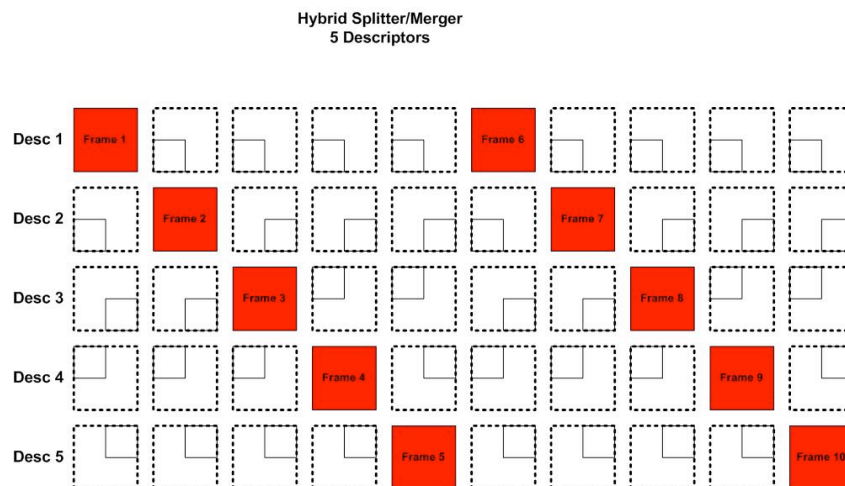 Hybrid Splitter/Merger
5 Descriptors
Desc 1 Frame 1 Frame 6
Desc 2 Frame 2 Frame 7
Desc 3 Frame 3 Frame 8
Desc 4 Frame 4 Frame 9
Desc 5 Frame 5 Frame 10